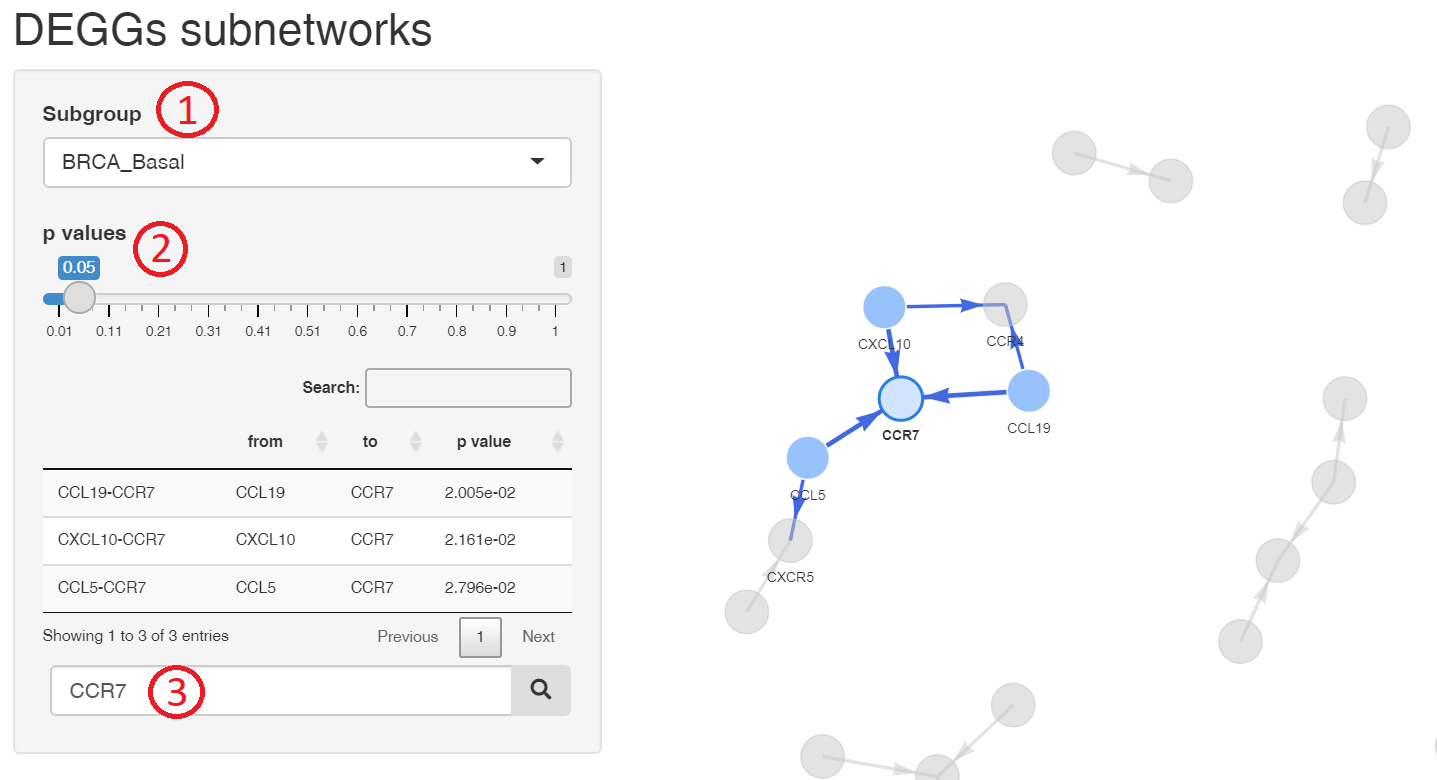 DEGGs subnetworks
Subgroup 1
BRCA_Basal
p values 2
0.05 1
0.01 0.11 0.21 0.31 0.41 0.51 0.6 0.7 0.8 0.9 1
Search:
from to p value
CCL19-CCR7 CCL19 CCR7 2.005e-02
CXCL10-CCR7 CXCL10 CCR7 2.161e-02
CCL5-CCR7 CCL5 CCR7 2.796e-02
Showing 1 to 3 of 3 entries Previous 1 Next
CCR7 3
CXCL10 CCR4
CCR7 CCL19
CCL5
CXCR5